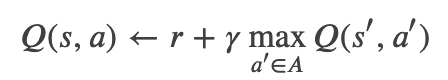 Q(s, a) ← r + γ max Q(s′, a′)
a′∈A